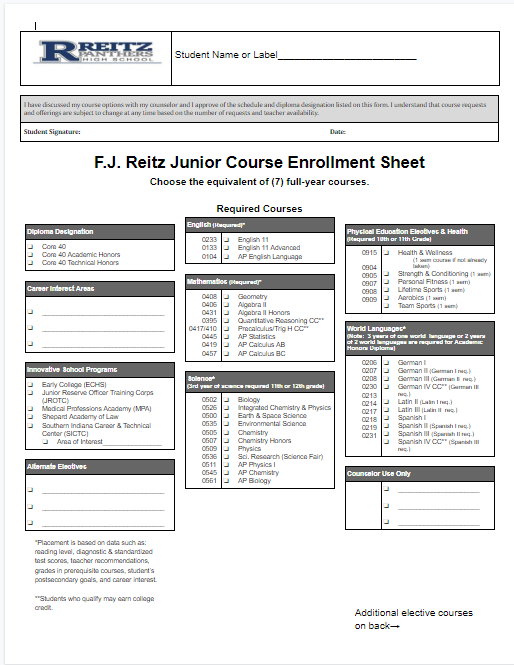 REITZ
PANTHERS
HIGH SCHOOL
Student Name or Label
I have discussed my course options with my counselor and I approve of the schedule and diploma designation listed on this form. I understand that course requests
and offerings are subject to change at any time based on the number of requests and teacher availability.
Student Signature: Date:
F.J. Reitz Junior Course Enrollment Sheet
Choose the equivalent of (7) full-year courses.
Required Courses
Diploma Designation
Core 40
Core 40 Academic Honors
Core 40 Technical Honors
Career Interest Areas
Innovative School Programs
Early College (ECHS)
Junior Reserve Officer Training Corps
(JROTC)
Medical Professions Academy (MPA)
Shepard Academy of Law
Southern Indiana Career & Technical
Center (SICTC)
Area of Interest
Alternate Electives
*Placement is based on data such as:
reading level, diagnostic & standardized
test scores, teacher recommendations,
grades in prerequisite courses, student's
postsecondary goals, and career interest.
**Students who qualify may earn college
credit.
English (Required)*
0233 English 11
0133 English 11 Advanced
0104 AP English Language
Mathematics (Required)*
0408 Geometry
0406 Algebra II
0431 Algebra II Honors
0395 Quantitative Reasoning CC**
0417/410 Precalculus/Trig H CC**
0445 AP Statistics
0419 AP Calculus AB
0457 AP Calculus BC
Science*
(3rd year of science required 11th or 12th grade)
0502 Biology
0526 Integrated Chemistry & Physics
0500 Earth & Space Science
0535 Environmental Science
0505 Chemistry
0507 Chemistry Honors
0509 Physics
0536 Sci. Research (Science Fair)
0511 AP Physics I
0545 AP Chemistry
0561 AP Biology
Physical Education Electives & Health
(Required 10th or 11th Grade)
0915 Health & Wellness
(1 sem course if not already
0904 taken)
0905 Strength & Conditioning (1 sem)
0907 Personal Fitness (1 sem)
0908 Lifetime Sports (1 sem)
0909 Aerobics (1 sem)
Team Sports (1 sem)
World Languages*
(Note: 3 years of one world language or 2 years
of 2 world languages are required for Academic
Honors Diploma)
0206 German I
0207 German II (German I req.)
0208 German III (German II req.)
0230 German IV CC** (German III
0213 req.)
0214 Latin II (Latin I req.)
0217 Latin III (Latin II req.)
0218 Spanish I
0219 Spanish II (Spanish I req.)
0231 Spanish III (Spanish II req.)
Spanish IV CC** (Spanish III
req.)
Counselor Use Only
Additional elective courses
on back→